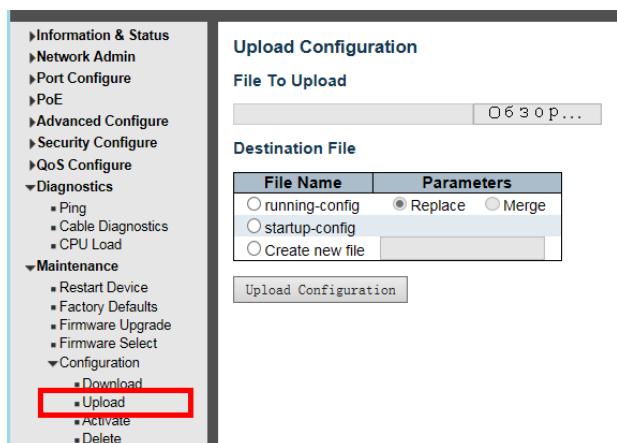 Information & Status
Network Admin
Port Configure
PoE
Advanced Configure
Security Configure
QoS Configure
Diagnostics
Ping
Cable Diagnostics
CPU Load
Maintenance
Restart Device
Factory Defaults
Firmware Upgrade
Firmware Select
Configuration
Download
Upload
Activate
Delete
Upload Configuration
File To Upload
Обзор...
Destination File
File Name Parameters
running-config Replace Merge
startup-config
Create new file
Upload Configuration